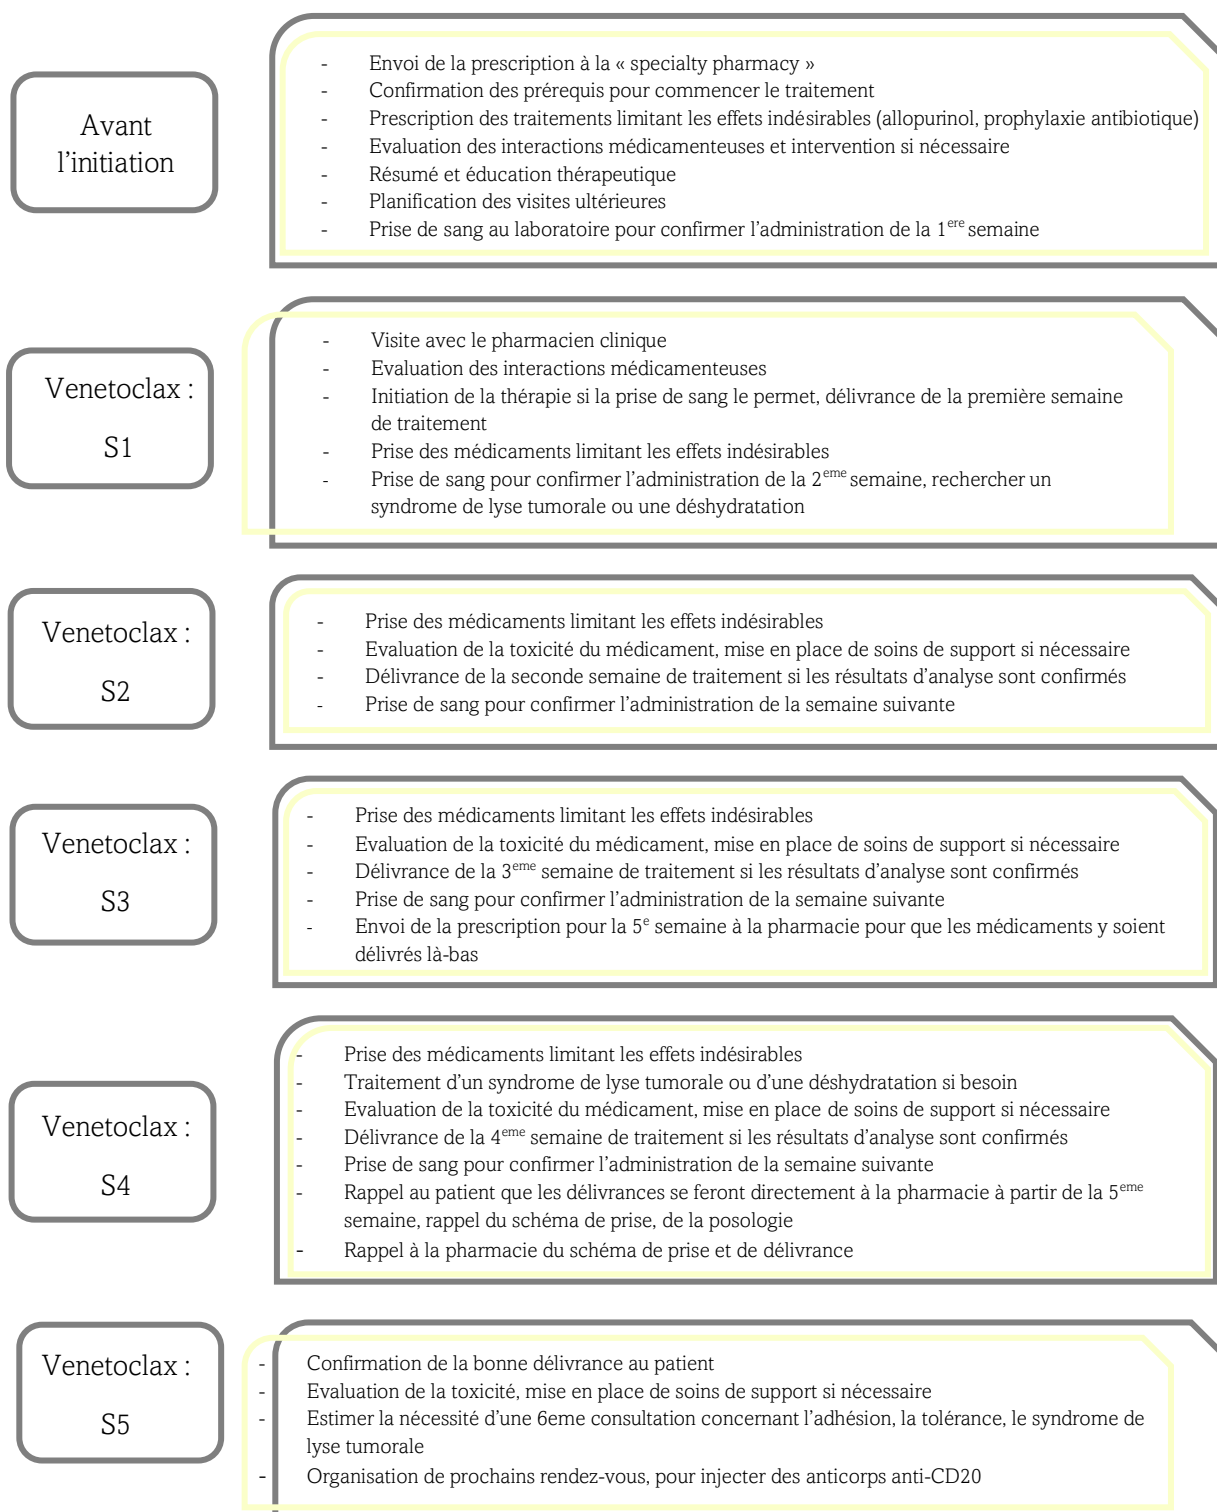 Avant
l'initiation
- Envoi de la prescription à la « specialty pharmacy »
- Confirmation des prérequis pour commencer le traitement
- Prescription des traitements limitant les effets indésirables (allopurinol, prophylaxie antibiotique)
- Evaluation des interactions médicamenteuses et intervention si nécessaire
- Résumé et éducation thérapeutique
- Planification des visites ultérieures
- Prise de sang au laboratoire pour confirmer l'administration de la 1ere semaine
Venetoclax :
S1
- Visite avec le pharmacien clinique
- Evaluation des interactions médicamenteuses
- Initiation de la thérapie si la prise de sang le permet, délivrance de la première semaine
de traitement
- Prise des médicaments limitant les effets indésirables
- Prise de sang pour confirmer l'administration de la 2eme semaine, rechercher un
syndrome de lyse tumorale ou une déshydratation
Venetoclax :
S2
- Prise des médicaments limitant les effets indésirables
- Evaluation de la toxicité du médicament, mise en place de soins de support si nécessaire
- Délivrance de la seconde semaine de traitement si les résultats d'analyse sont confirmés
- Prise de sang pour confirmer l'administration de la semaine suivante
Venetoclax :
S3
- Prise des médicaments limitant les effets indésirables
- Evaluation de la toxicité du médicament, mise en place de soins de support si nécessaire
- Délivrance de la 3eme semaine de traitement si les résultats d'analyse sont confirmés
- Prise de sang pour confirmer l'administration de la semaine suivante
- Envoi de la prescription pour la 5e semaine à la pharmacie pour que les médicaments y soient
délivrés là-bas
Venetoclax :
S4
- Prise des médicaments limitant les effets indésirables
- Traitement d'un syndrome de lyse tumorale ou d'une déshydratation si besoin
- Evaluation de la toxicité du médicament, mise en place de soins de support si nécessaire
- Délivrance de la 4eme semaine de traitement si les résultats d'analyse sont confirmés
- Prise de sang pour confirmer l'administration de la semaine suivante
- Rappel au patient que les délivrances se feront directement à la pharmacie à partir de la 5eme
semaine, rappel du schéma de prise, de la posologie
- Rappel à la pharmacie du schéma de prise et de délivrance
Venetoclax :
S5
- Confirmation de la bonne délivrance au patient
- Evaluation de la toxicité, mise en place de soins de support si nécessaire
- Estimer la nécessité d'une 6eme consultation concernant l'adhésion, la tolérance, le syndrome de
lyse tumorale
- Organisation de prochains rendez-vous, pour injecter des anticorps anti-CD20